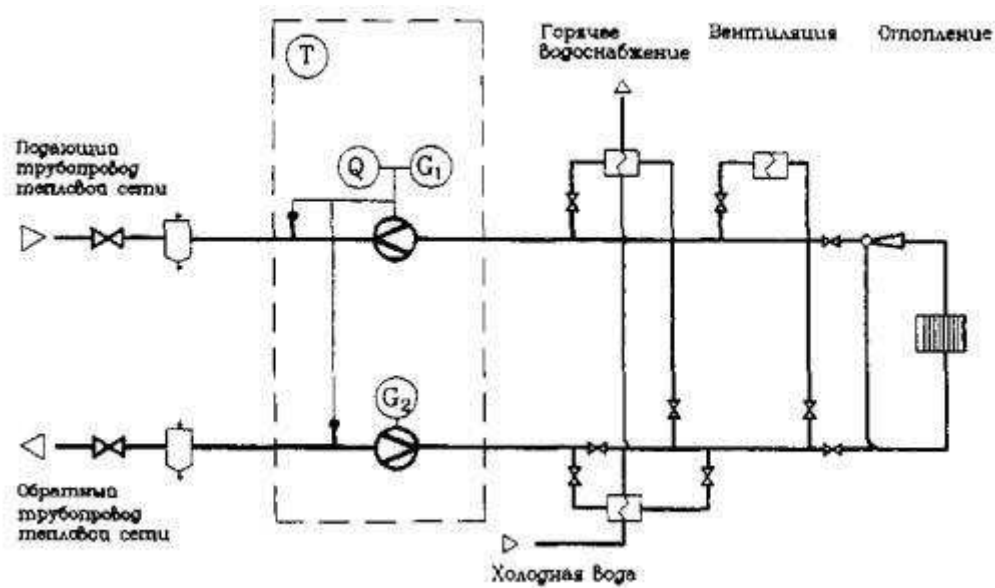 Горячее
водоснабжение
Вентиляция
Отопление
T
Подающий
трубопровод
тепловой сети
Q
G1
G2
Обратный
трубопровод
тепловой сети
Холодная вода